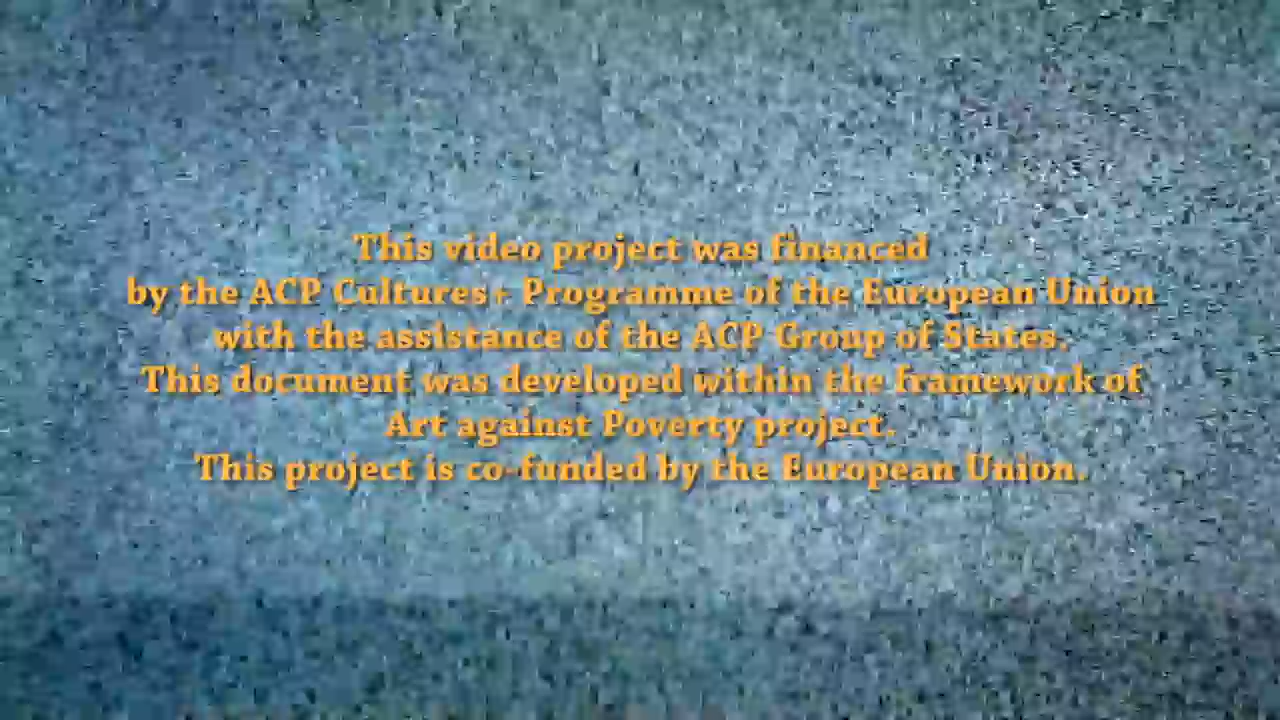 This video project was financed
by the ACP Cultures+ Programme of the European Union
with the assistance of the ACP Group of States.
This document was developed within the framework of
Art against Poverty project.
This project is co-funded by the European Union.